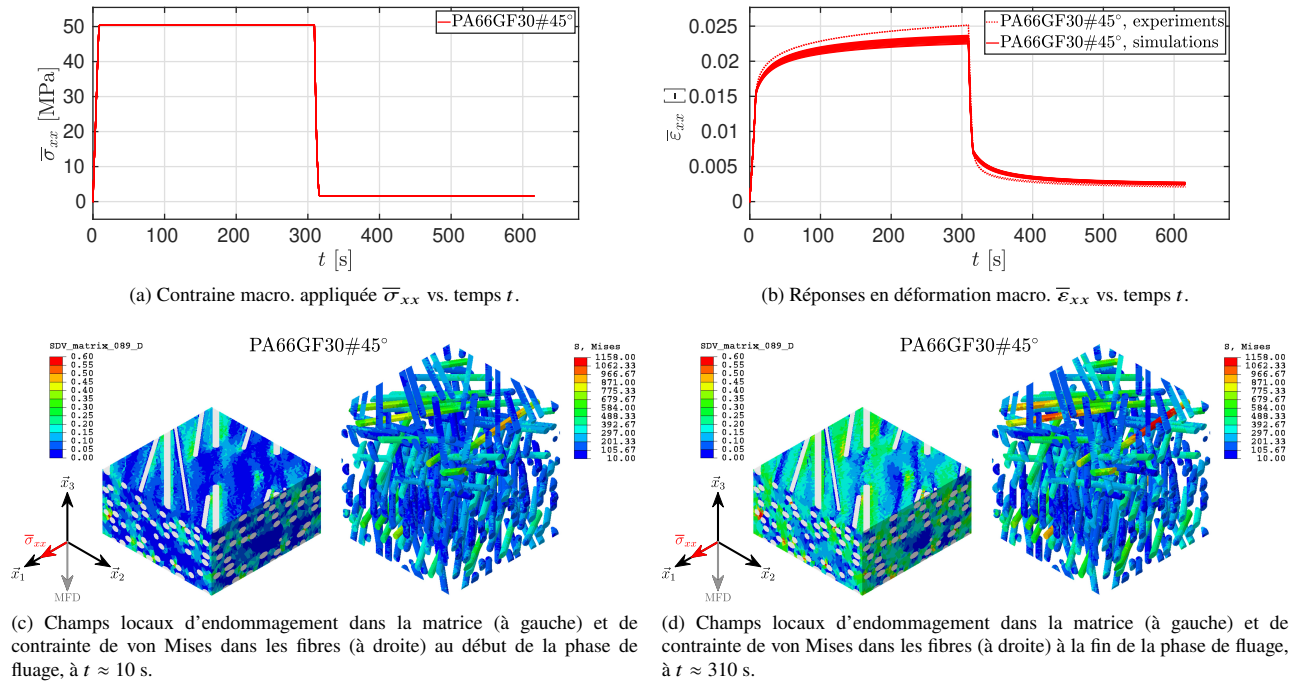 PA66GF30#45°
50
40
30
20
10
0
σ̅xx [MPa]
0 100 200 300 400 500 600
t [s]
(a) Contraine macro. appliquée σ̅xx vs. temps t.
PA66GF30#45°, experiments
PA66GF30#45°, simulations
0.025
0.02
0.015
0.01
0.005
0
ε̅xx [-]
0 100 200 300 400 500 600
t [s]
(b) Réponses en déformation macro. ε̅xx vs. temps t.
SDV_matrix_089_D
0.60
0.55
0.50
0.45
0.40
0.35
0.30
0.25
0.20
0.15
0.10
0.05
0.00
PA66GF30#45°
S, Mises
1158.00
1062.33
966.67
871.00
775.33
679.67
584.00
488.33
392.67
297.00
201.33
105.67
10.00
x⃗3
σ̅xx
x⃗1
x⃗2
MFD
(c) Champs locaux d'endommagement dans la matrice (à gauche) et de
contrainte de von Mises dans les fibres (à droite) au début de la phase de
fluage, à t ≈ 10 s.
SDV_matrix_089_D
0.60
0.55
0.50
0.45
0.40
0.35
0.30
0.25
0.20
0.15
0.10
0.05
0.00
PA66GF30#45°
S, Mises
1158.00
1062.33
966.67
871.00
775.33
679.67
584.00
488.33
392.67
297.00
201.33
105.67
10.00
x⃗3
σ̅xx
x⃗1
x⃗2
MFD
(d) Champs locaux d'endommagement dans la matrice (à gauche) et de
contrainte de von Mises dans les fibres (à droite) à la fin de la phase de fluage,
à t ≈ 310 s.